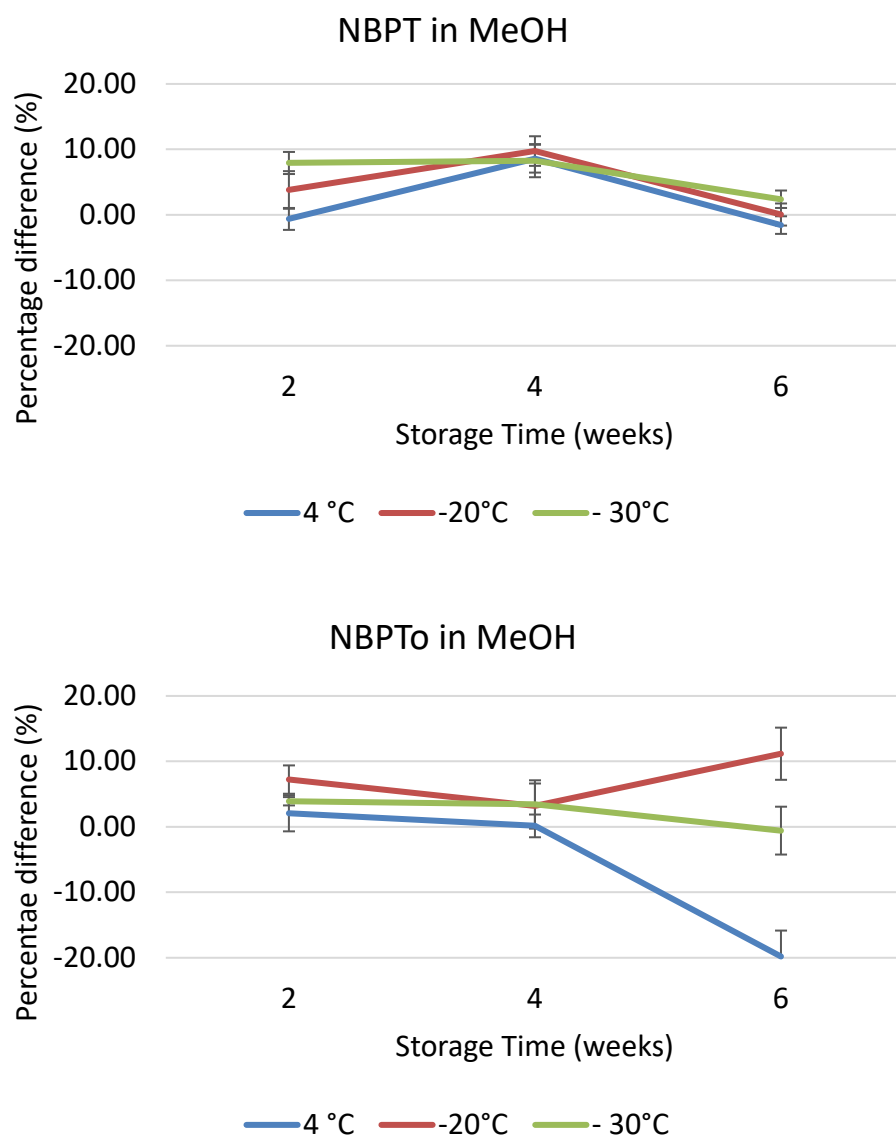 NBPT in MeOH
Percentage difference (%)
20.00
10.00
0.00
-10.00
-20.00
2 4 6
Storage Time (weeks)
4 °C -20°C - 30°C
NBPTo in MeOH
Percentae difference (%)
20.00
10.00
0.00
-10.00
-20.00
2 4 6
Storage Time (weeks)
4 °C -20°C - 30°C